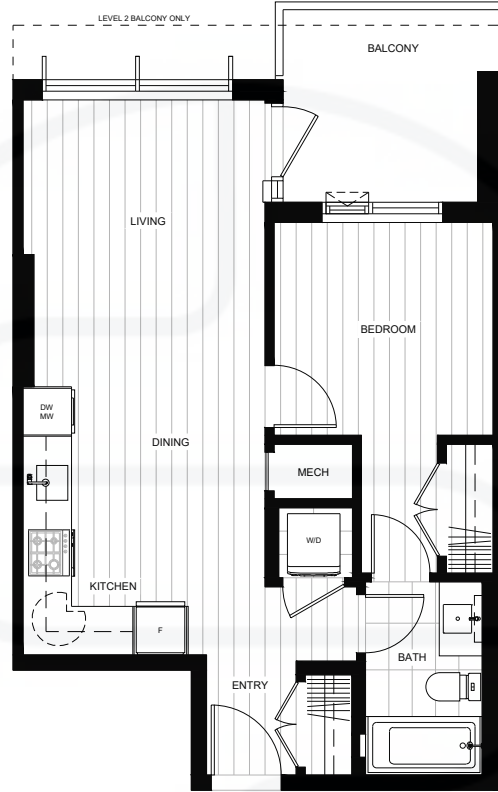 LEVEL 2 BALCONY ONLY
BALCONY
LIVING
BEDROOM
DW
MW
DINING
MECH
W/D
KITCHEN
F
BATH
ENTRY